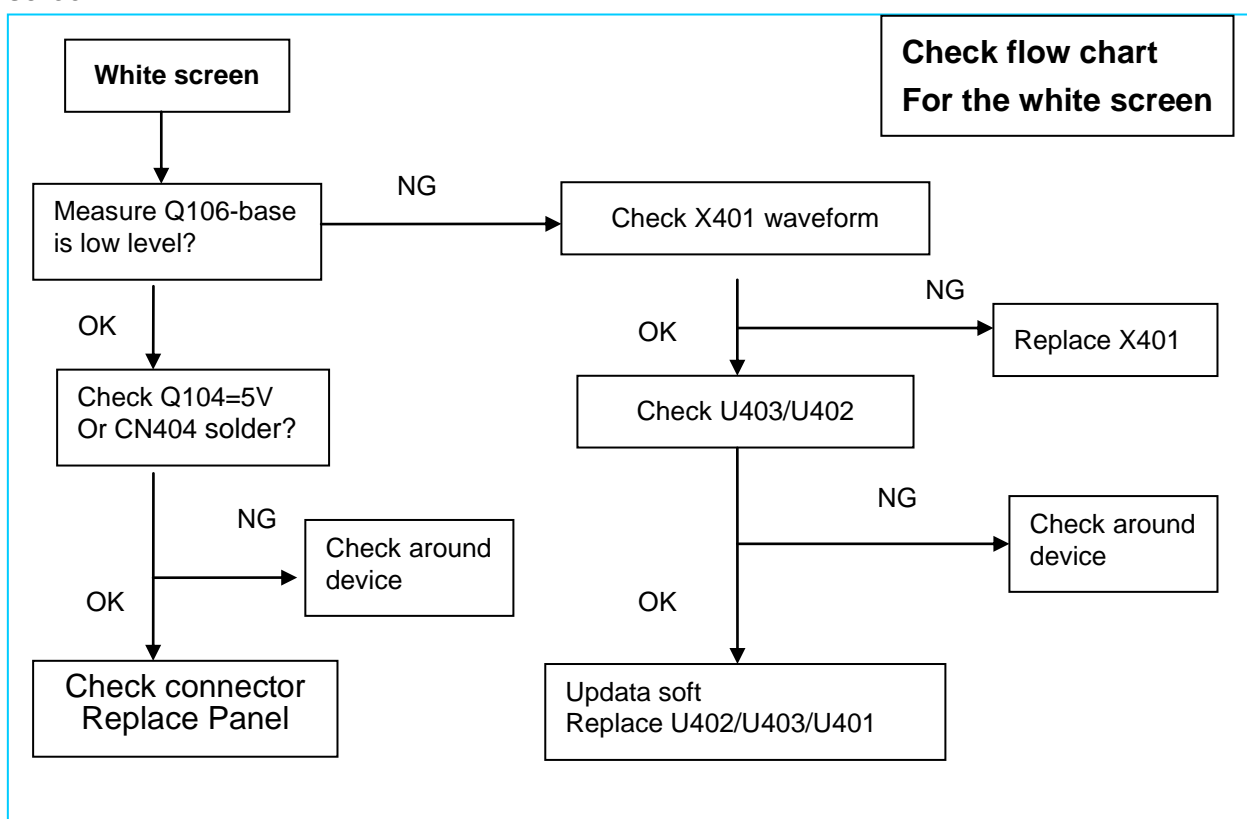 White screen
Check flow chart
For the white screen
Measure Q106-base
is low level?
NG
Check X401 waveform
OK
NG
Replace X401
OK
Check Q104=5V
Or CN404 solder?
Check U403/U402
NG
Check around
device
OK
NG
Check around
device
OK
Check connector
Replace Panel
Updata soft
Replace U402/U403/U401